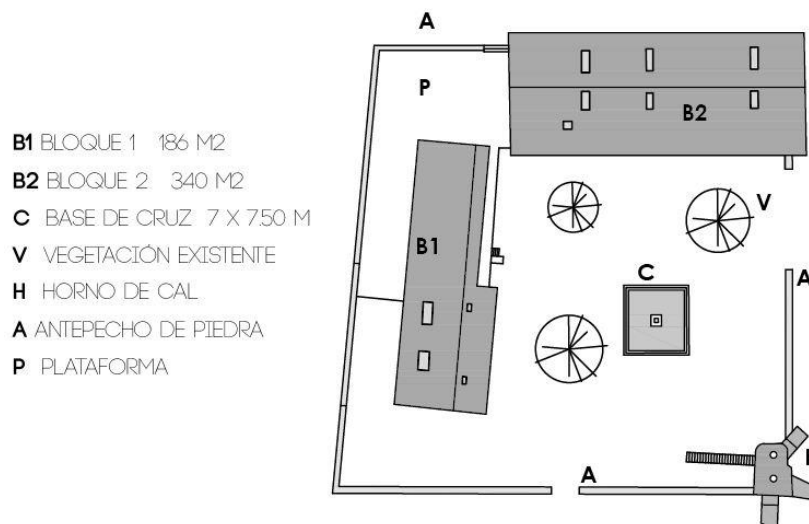 B1 BLOQUE 1 186 M2
B2 BLOQUE 2 340 M2
C BASE DE CRUZ 7 X 7.50 M
V VEGETACIÓN EXISTENTE
H HORNO DE CAL
A ANTEPECHO DE PIEDRA
P PLATAFORMA
A
P
B2
V
B1
C
A
A